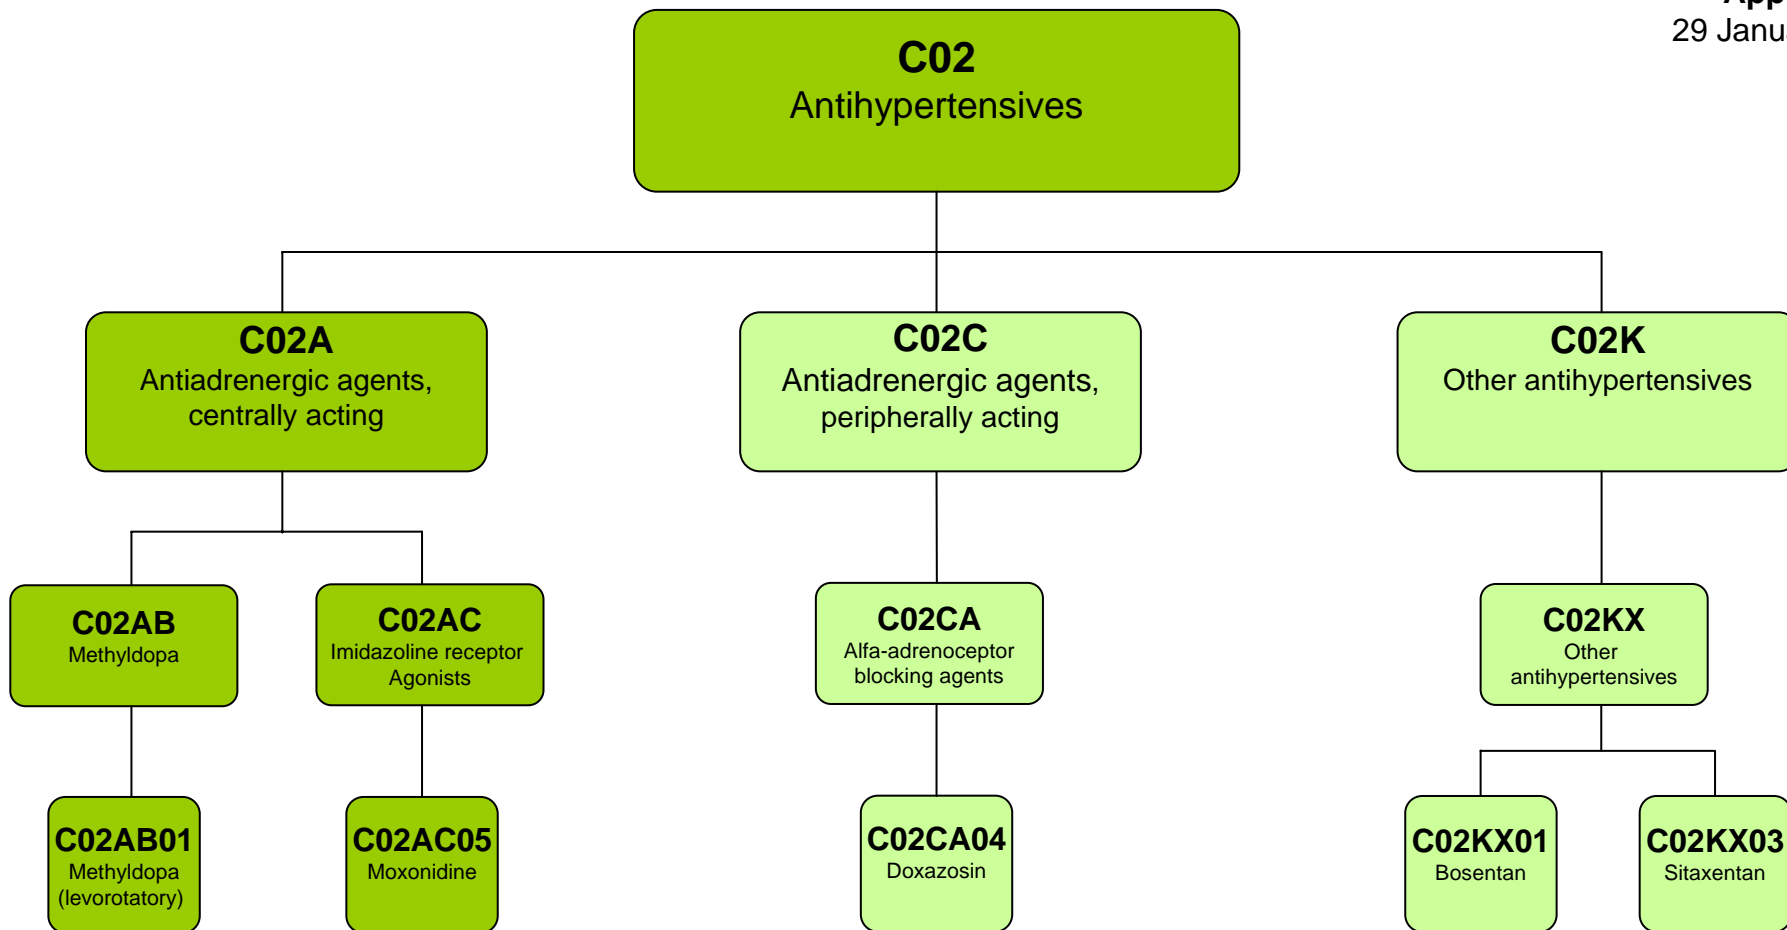 29
C02
Antihypertensives
C02A
Antiadrenergic agents,
centrally acting
C02C
Antiadrenergic agents,
peripherally acting
C02K
Other antihypertensives
C02AB
Methyldopa
C02AC
Imidazoline receptor
Agonists
C02CA
Alfa-adrenoceptor
blocking agents
C02KX
Other
antihypertensives
C02AB01
Methyldopa
(levorotatory)
C02AC05
Moxonidine
C02CA04
Doxazosin
C02KX01
Bosentan
C02KX03
Sitaxentan